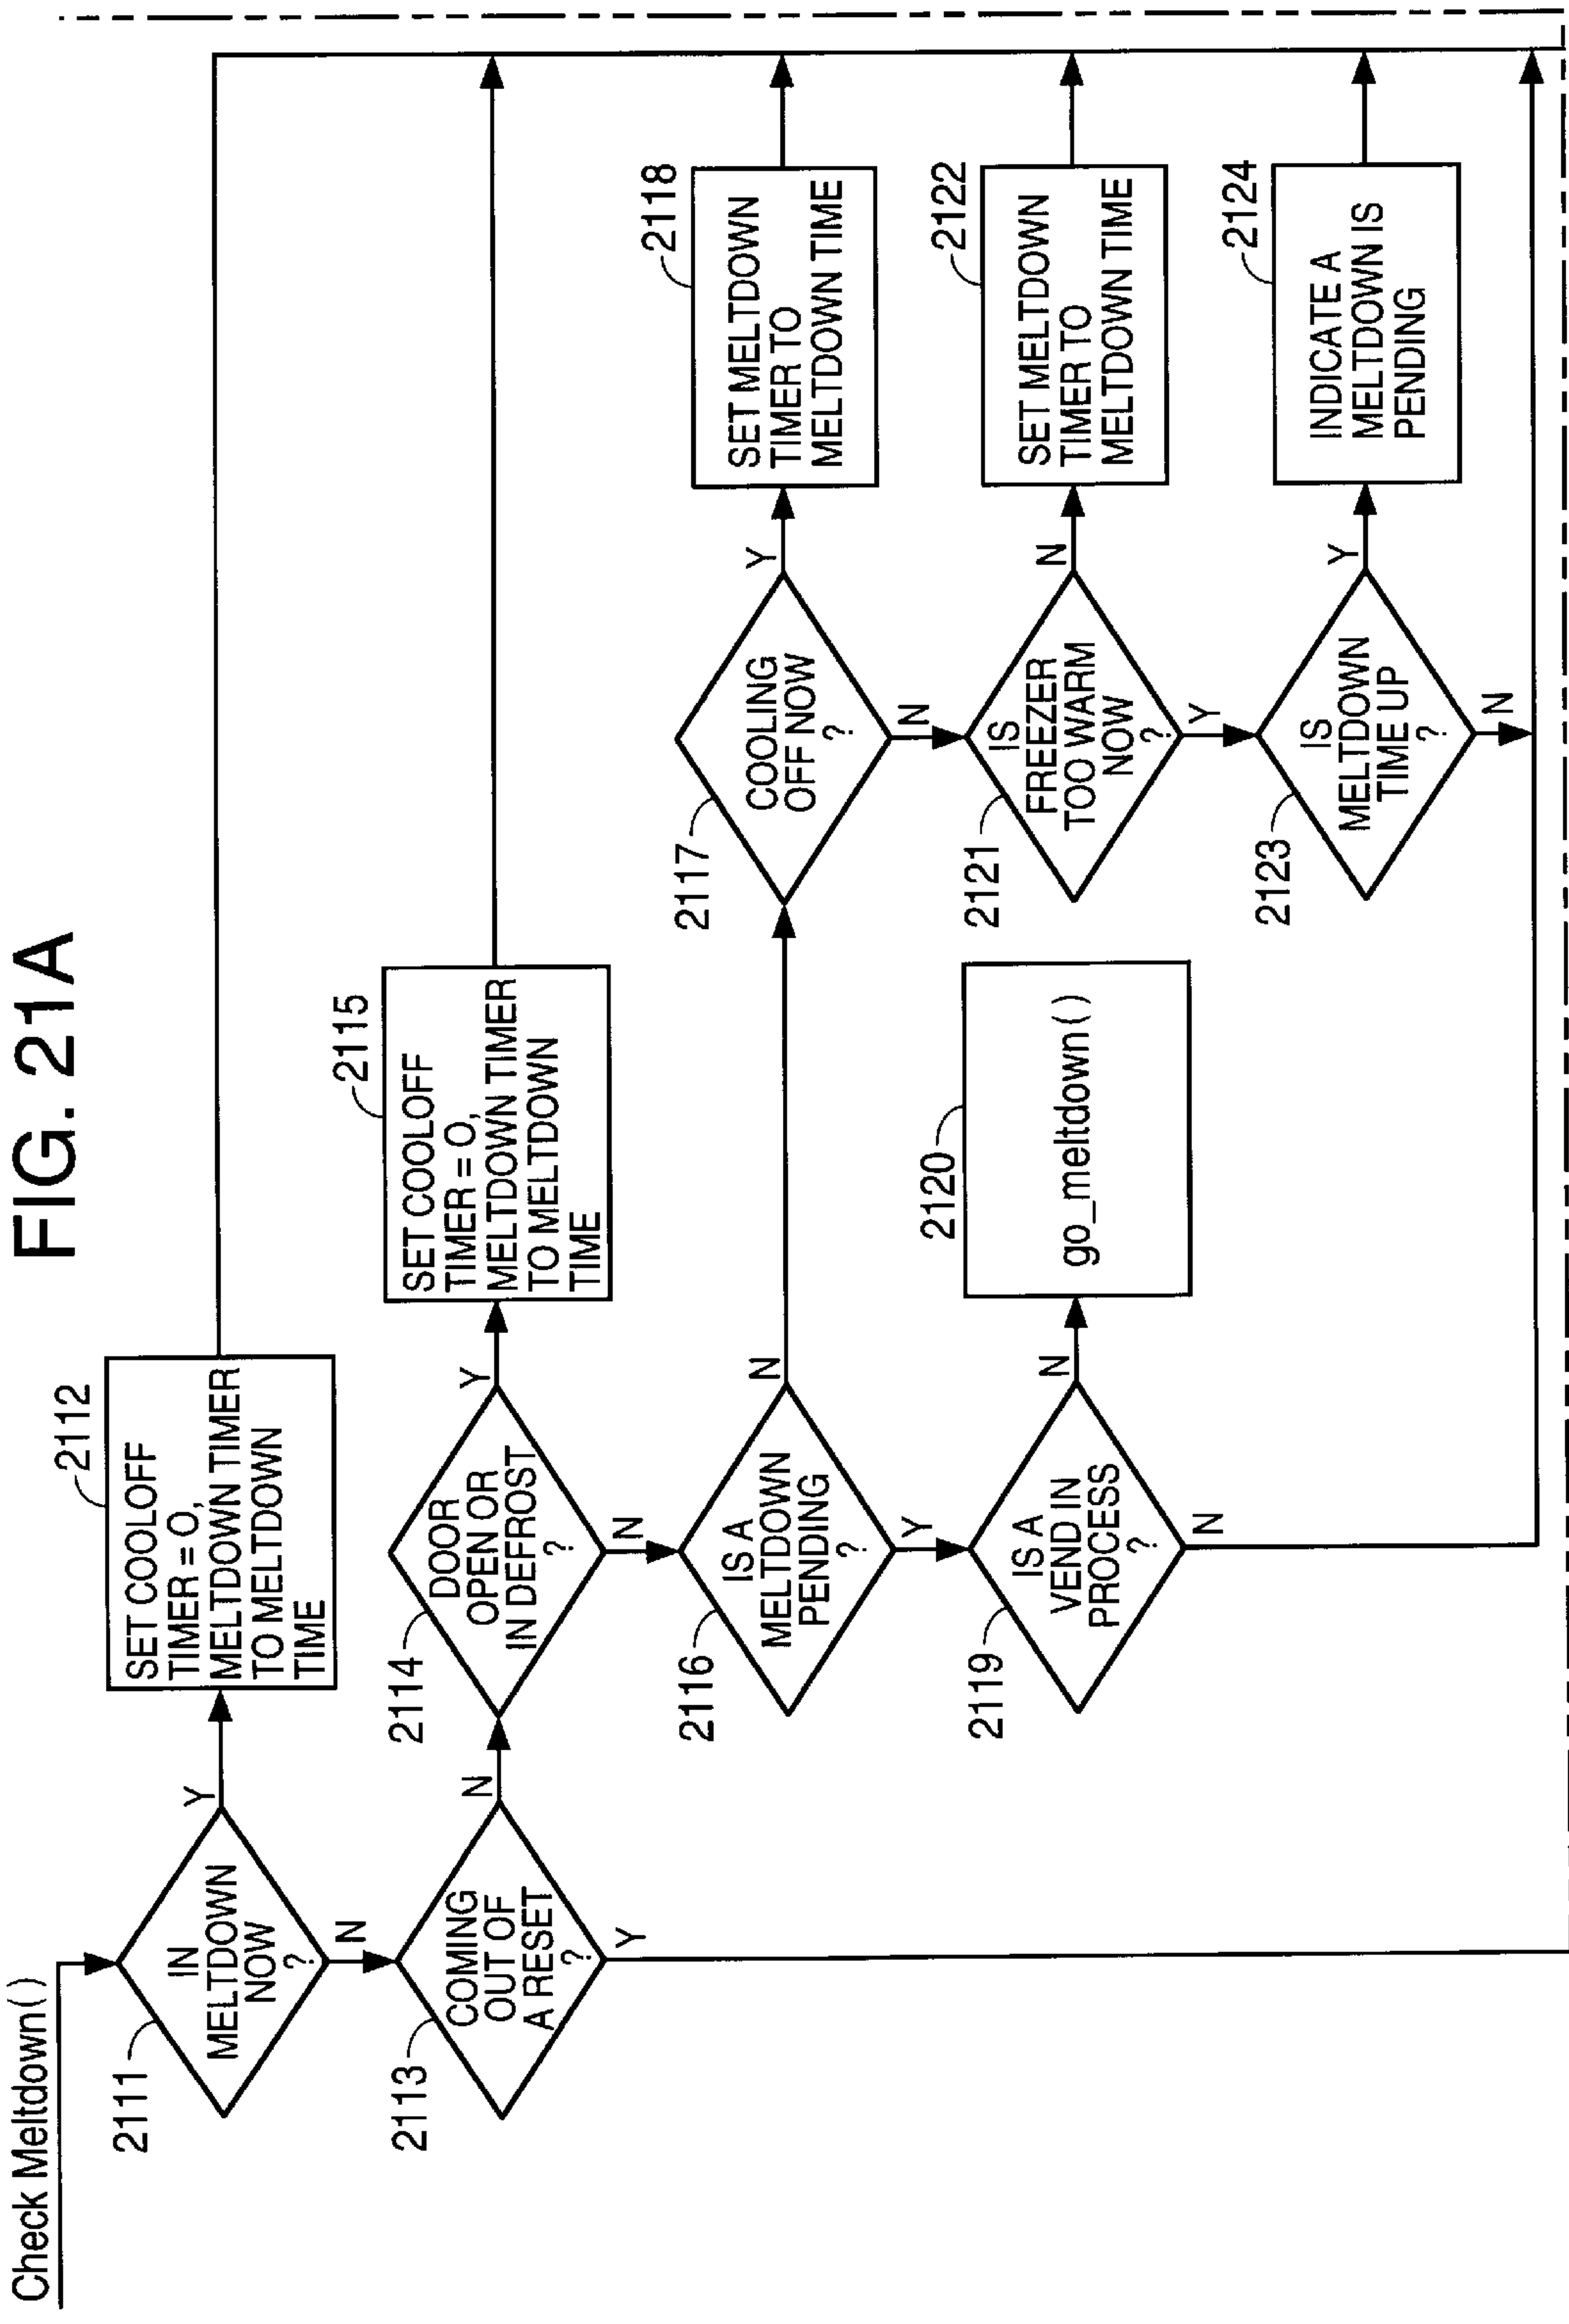 FIG. 21A
Check Meltdown()
2111
IN
MELTDOWN
NOW
?
Y
N
2112
SET COOLOFF
TIMER = O,
MELTDOWN TIMER
TO MELTDOWN
TIME
2113
COMING
OUT OF
A RESET
?
N
Y
2114
DOOR
OPEN OR
IN DEFROST
?
Y
N
2115
SET COOLOFF
TIMER = O,
MELTDOWN TIMER
TO MELTDOWN
TIME
2116
IS A
MELTDOWN
PENDING
?
N
Y
2117
COOLING
OFF NOW
?
Y
N
2118
SET MELTDOWN
TIMER TO
MELTDOWN TIME
2119
IS A
VEND IN
PROCESS
?
N
N
2120
go_meltdown()
2121
IS
FREEZER
TOO WARM
NOW
?
N
Y
2122
SET MELTDOWN
TIMER TO
MELTDOWN TIME
2123
IS
MELTDOWN
TIME UP
?
Y
N
2124
INDICATE A
MELTDOWN IS
PENDING